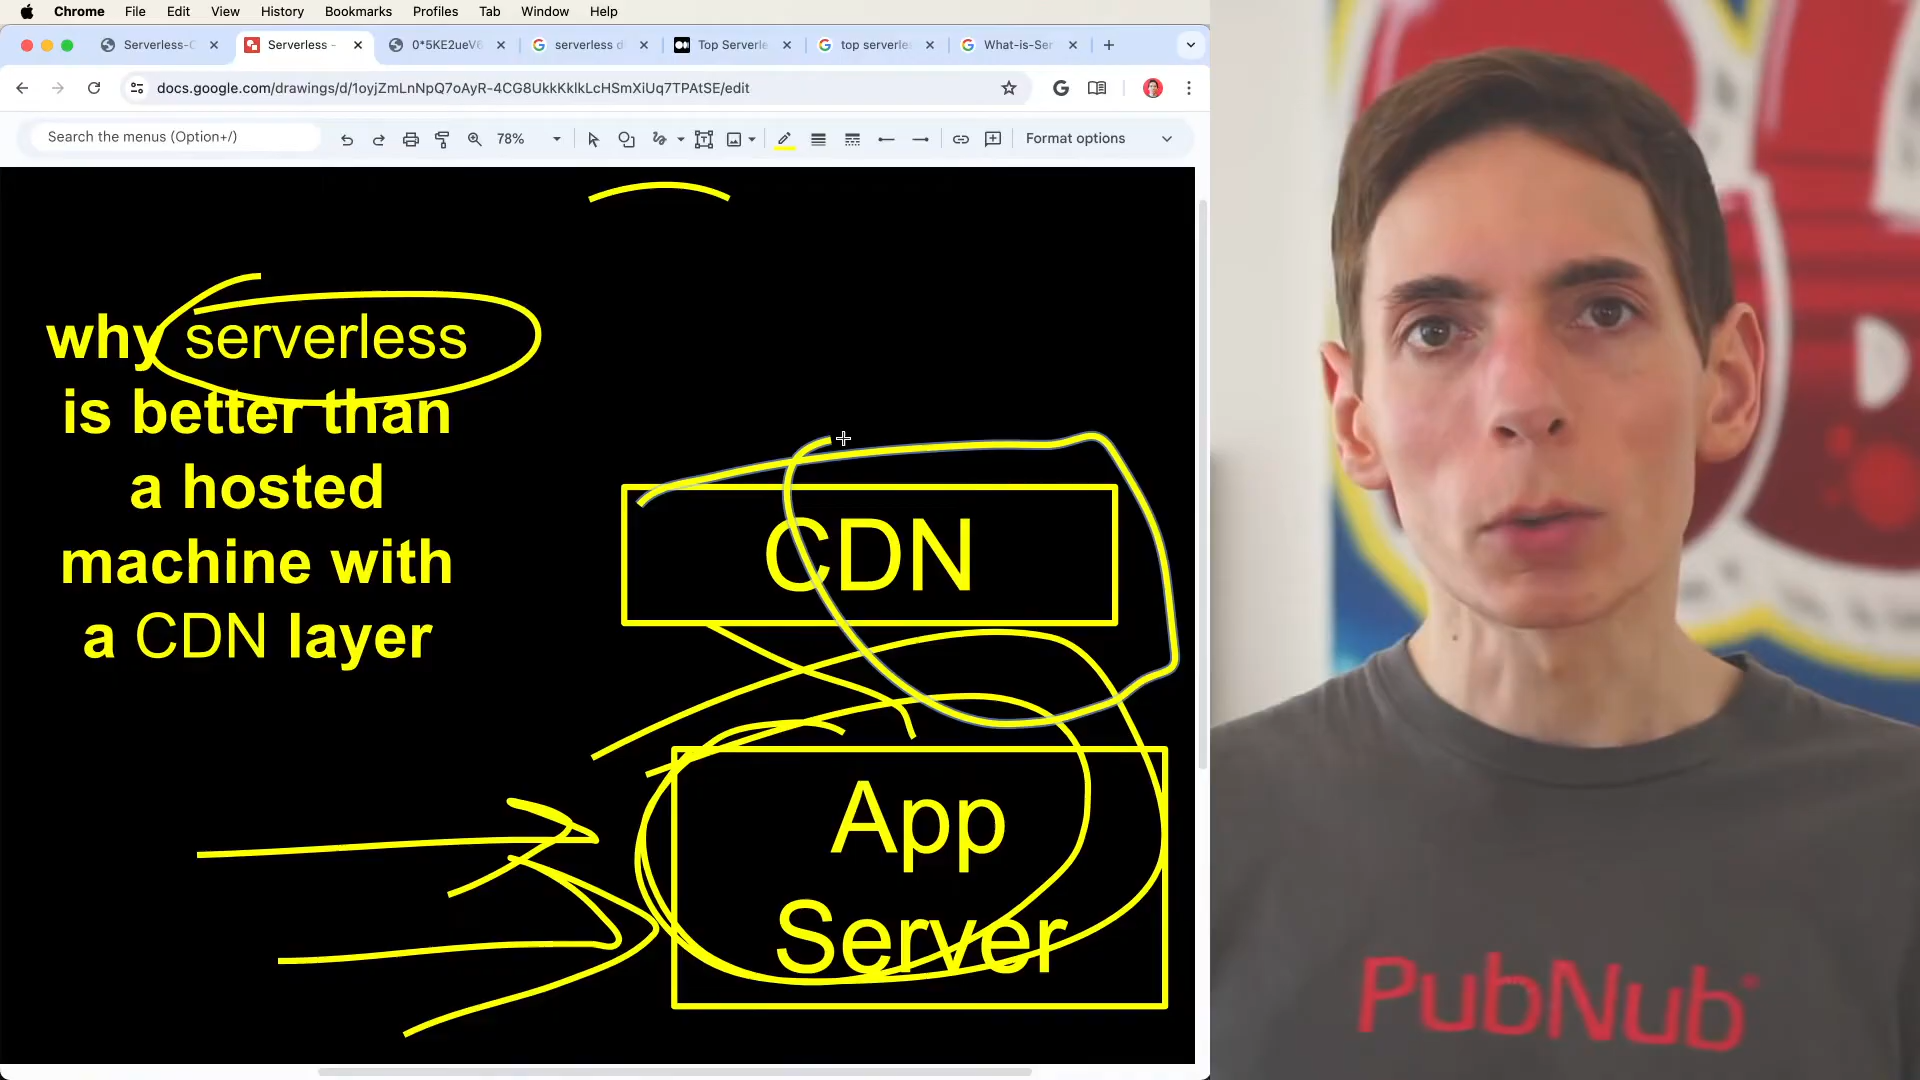 Chrome File Edit View History Bookmarks Profiles Tab Window Help
Serverless-C Serverless - 0*5KE2ueV6 serverless d Top Serverle top serverle What-is-Ser
docs.google.com/drawings/d/1oyjZmLnNpQ7oAyR-4CG8UkkKklkLcHSmXiUq7TPAtSE/edit
Search the menus (Option+/) 78% Format options
why serverless
is better than
a hosted
machine with
a CDN layer
CDN
App
Server
PubNub